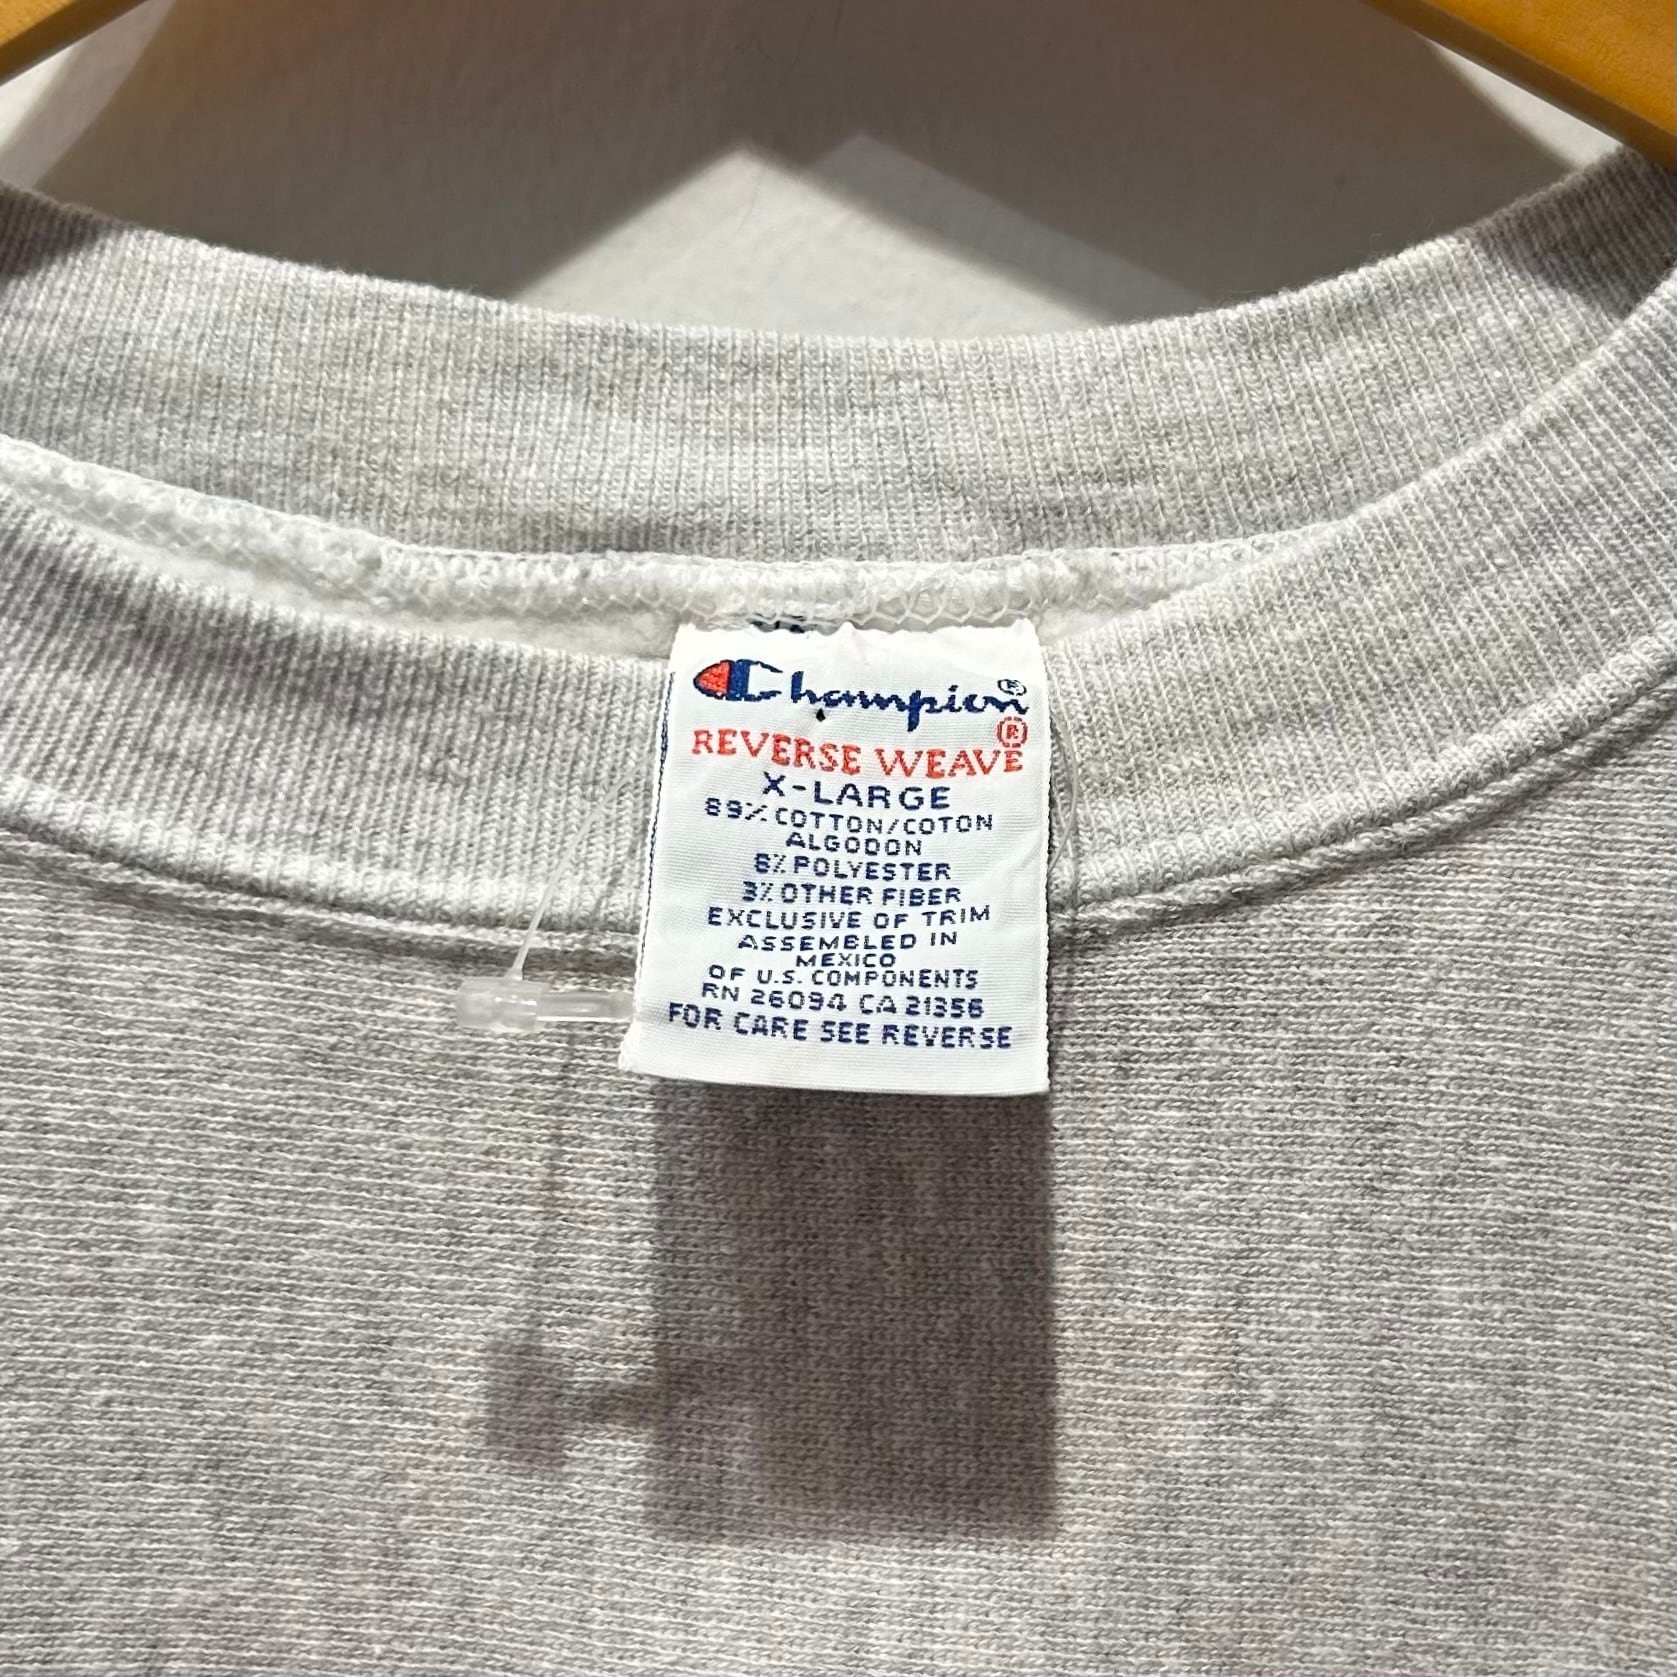 Champion®
REVERSE WEAVE®
X-LARGE
89% COTTON/COTON
ALGODON
8% POLYESTER
3% OTHER FIBER
EXCLUSIVE OF TRIM
ASSEMBLED IN
MEXICO
OF U.S. COMPONENTS
RN 26094 CA 21356
FOR CARE SEE REVERSE